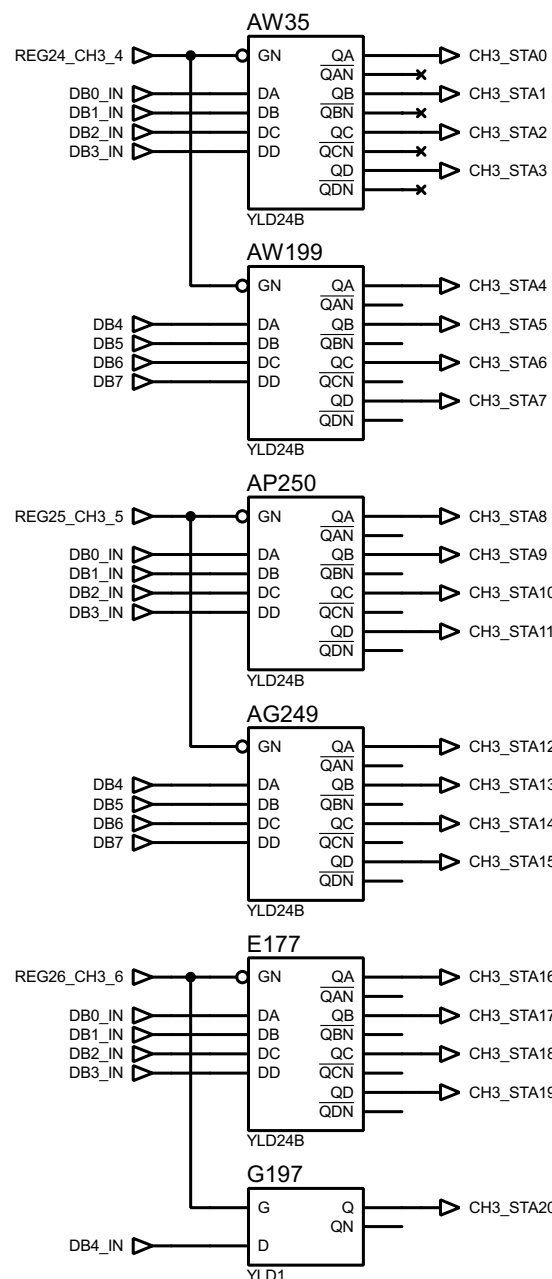 AW35
REG24_CH3_4 GN QA CH3_STA0
QAN
DB0_IN DA QB CH3_STA1
DB1_IN DB QBN
DB2_IN DC QC CH3_STA2
DB3_IN DD QCN
QD CH3_STA3
QDN
YLD24B
AW199
GN QA CH3_STA4
QAN
DB4 DA QB CH3_STA5
DB5 DB QBN
DB6 DC QC CH3_STA6
DB7 DD QCN
QD CH3_STA7
QDN
YLD24B
AP250
REG25_CH3_5 GN QA CH3_STA8
QAN
DB0_IN DA QB CH3_STA9
DB1_IN DB QBN
DB2_IN DC QC CH3_STA10
DB3_IN DD QCN
QD CH3_STA11
QDN
YLD24B
AG249
GN QA CH3_STA12
QAN
DB4 DA QB CH3_STA13
DB5 DB QBN
DB6 DC QC CH3_STA14
DB7 DD QCN
QD CH3_STA15
QDN
YLD24B
E177
REG26_CH3_6 GN QA CH3_STA16
QAN
DB0_IN DA QB CH3_STA17
DB1_IN DB QBN
DB2_IN DC QC CH3_STA18
DB3_IN DD QCN
QD CH3_STA19
QDN
YLD24B
G197
G Q CH3_STA20
QN
DB4_IN D
YLD1